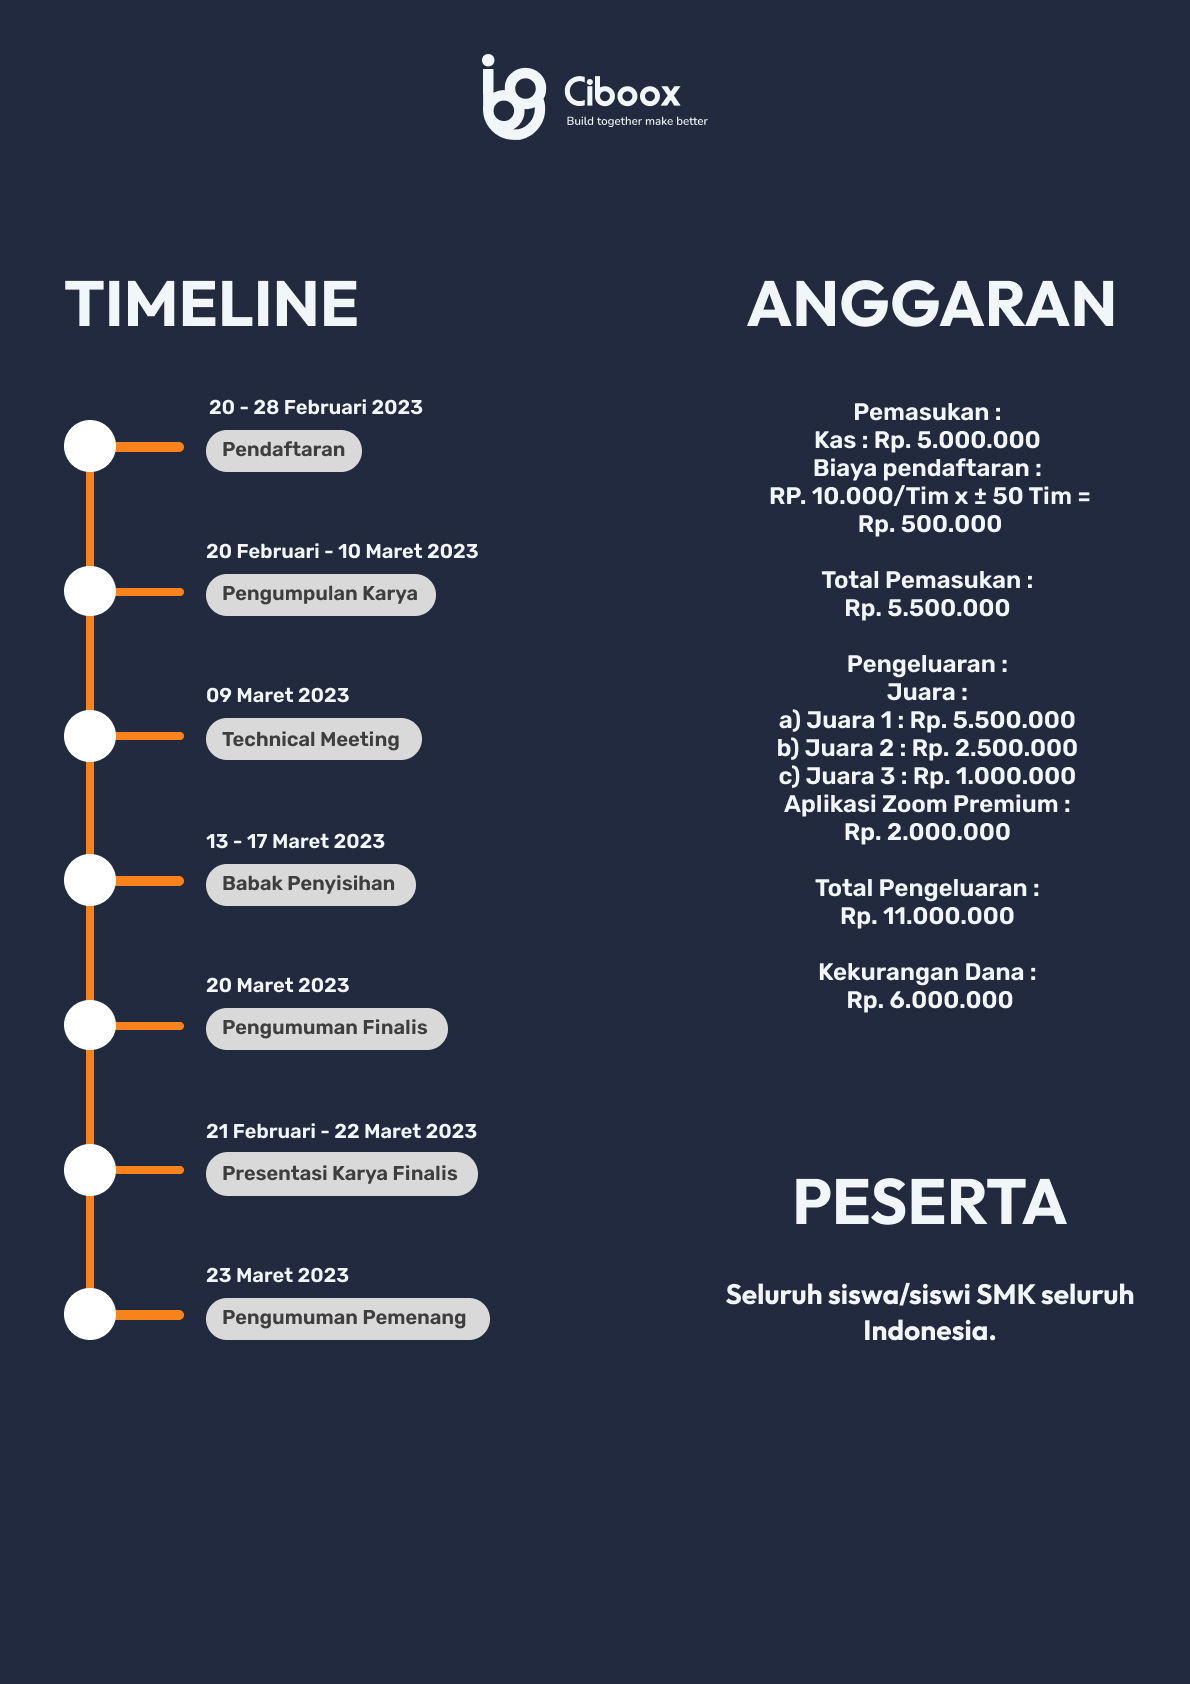 Ciboox
Build together make better
TIMELINE
20 - 28 Februari 2023
Pendaftaran
20 Februari - 10 Maret 2023
Pengumpulan Karya
09 Maret 2023
Technical Meeting
13 - 17 Maret 2023
Babak Penyisihan
20 Maret 2023
Pengumuman Finalis
21 Februari - 22 Maret 2023
Presentasi Karya Finalis
23 Maret 2023
Pengumuman Pemenang
ANGGARAN
Pemasukan :
Kas : Rp. 5.000.000
Biaya pendaftaran :
RP. 10.000/Tim x ± 50 Tim =
Rp. 500.000
Total Pemasukan :
Rp. 5.500.000
Pengeluaran :
Juara :
a) Juara 1 : Rp. 5.500.000
b) Juara 2 : Rp. 2.500.000
c) Juara 3 : Rp. 1.000.000
Aplikasi Zoom Premium :
Rp. 2.000.000
Total Pengeluaran :
Rp. 11.000.000
Kekurangan Dana :
Rp. 6.000.000
PESERTA
Seluruh siswa/siswi SMK seluruh
Indonesia.